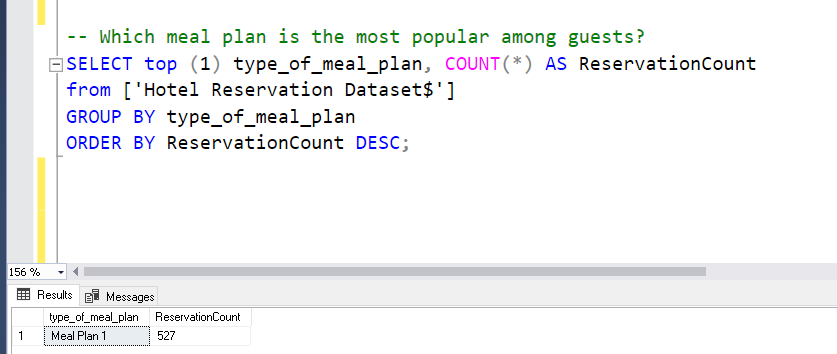 -- Which meal plan is the most popular among guests?
SELECT top (1) type_of_meal_plan, COUNT(*) AS ReservationCount
from ['Hotel Reservation Dataset$']
GROUP BY type_of_meal_plan
ORDER BY ReservationCount DESC;
156 %
Results Messages
type_of_meal_plan ReservationCount
1 Meal Plan 1 527